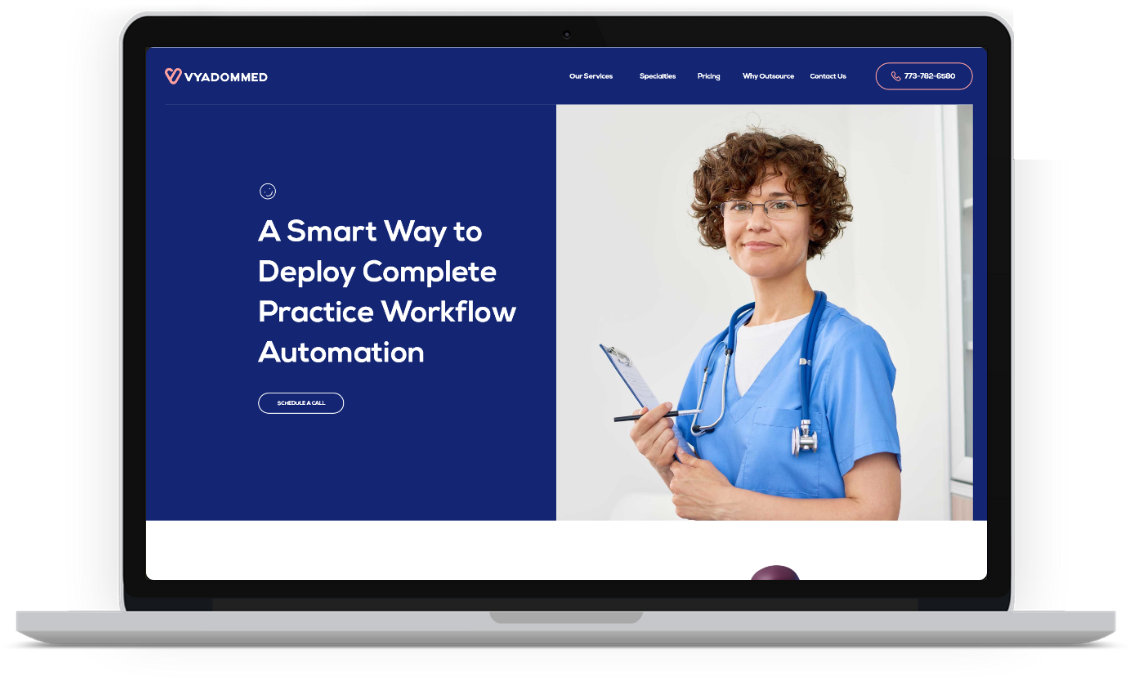 VYADOMMED
Our Services
Specialties
Pricing
Why Outsource
Contact Us
773-782-6580
A Smart Way to
Deploy Complete
Practice Workflow
Automation
SCHEDULE A CALL